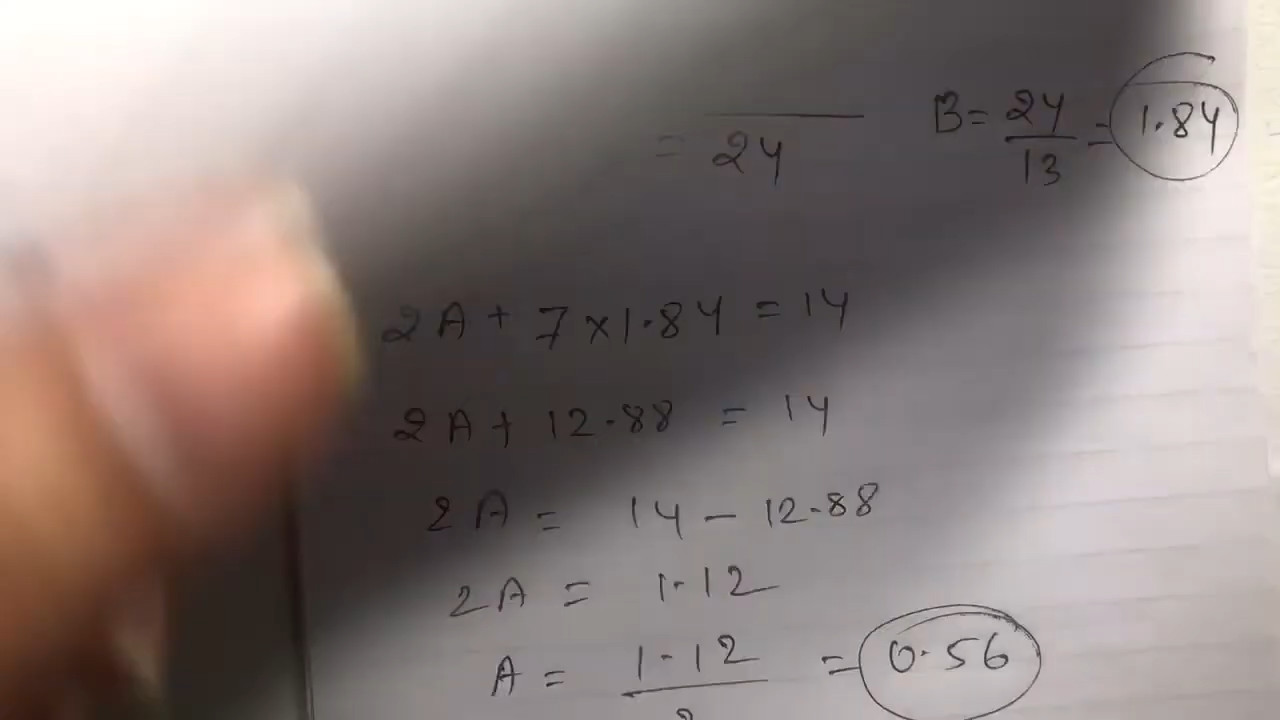 = 24
B = 24/13 = 1.84
2A + 7 × 1.84 = 14
2A + 12.88 = 14
2A = 14 - 12.88
2A = 1.12
A = 1.12/2 = 0.56